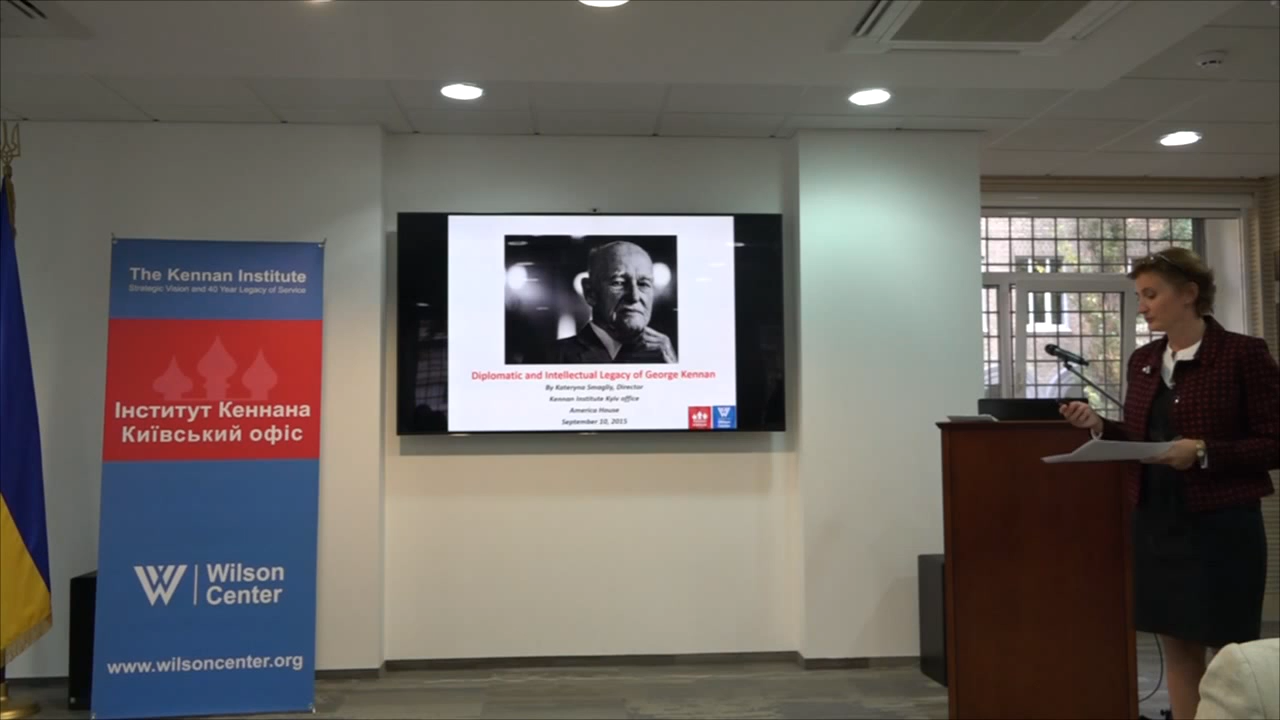 The Kennan Institute
Strategic Vision and 40 Year Legacy of Service
Інститут Кеннана
Київський офіс
W
Wilson
Center
www.wilsoncenter.org
Diplomatic and Intellectual Legacy of George Kennan
By Kateryna Smagliy, Director
Kennan Institute Kyiv office
America House
September 10, 2015